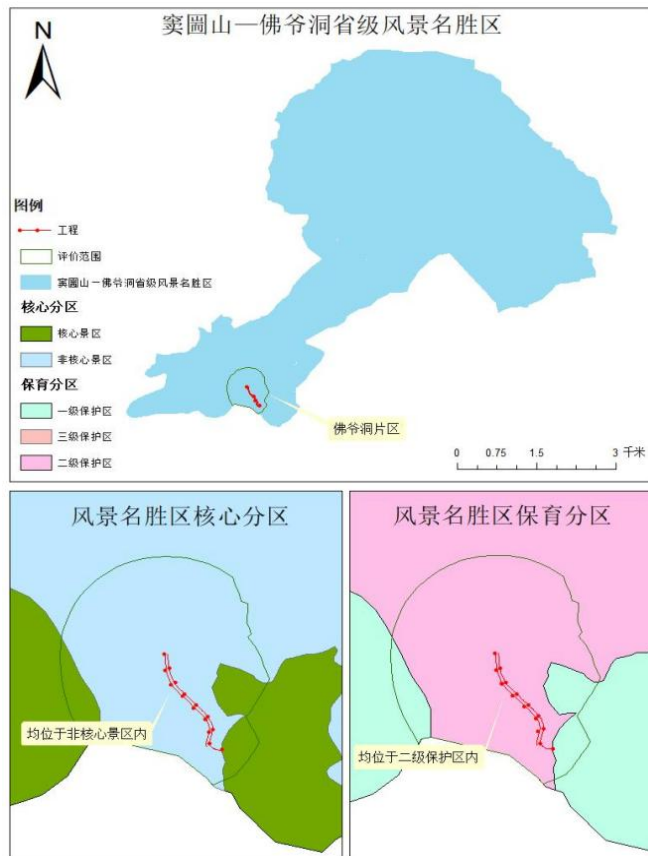 窦圌山—佛爷洞省级风景名胜区
N
图例
工程
评价范围
窦圌山—佛爷洞省级风景名胜区
核心分区
核心景区
非核心景区
保育分区
一级保护区
三级保护区
二级保护区
佛爷洞片区
0 0.75 1.5 3 千米
风景名胜区核心分区
均位于非核心景区内
风景名胜区保育分区
均位于二级保护区内